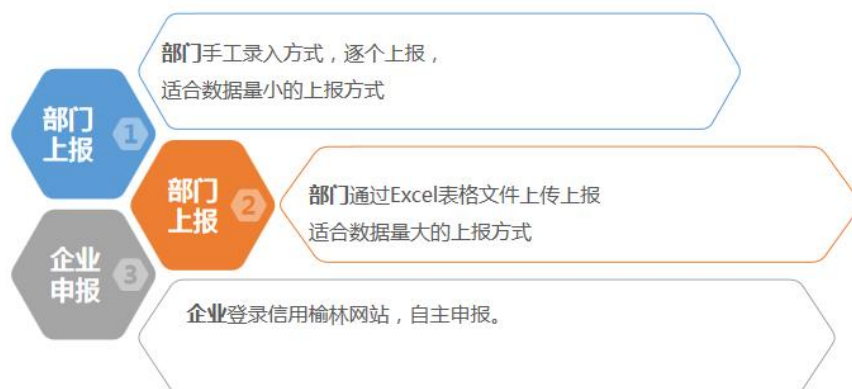 部门
上报
1
部门手工录入方式，逐个上报，
适合数据量小的上报方式
部门
上报
2
部门通过Excel表格文件上传上报
适合数据量大的上报方式
企业
申报
3
企业登录信用榆林网站，自主申报。